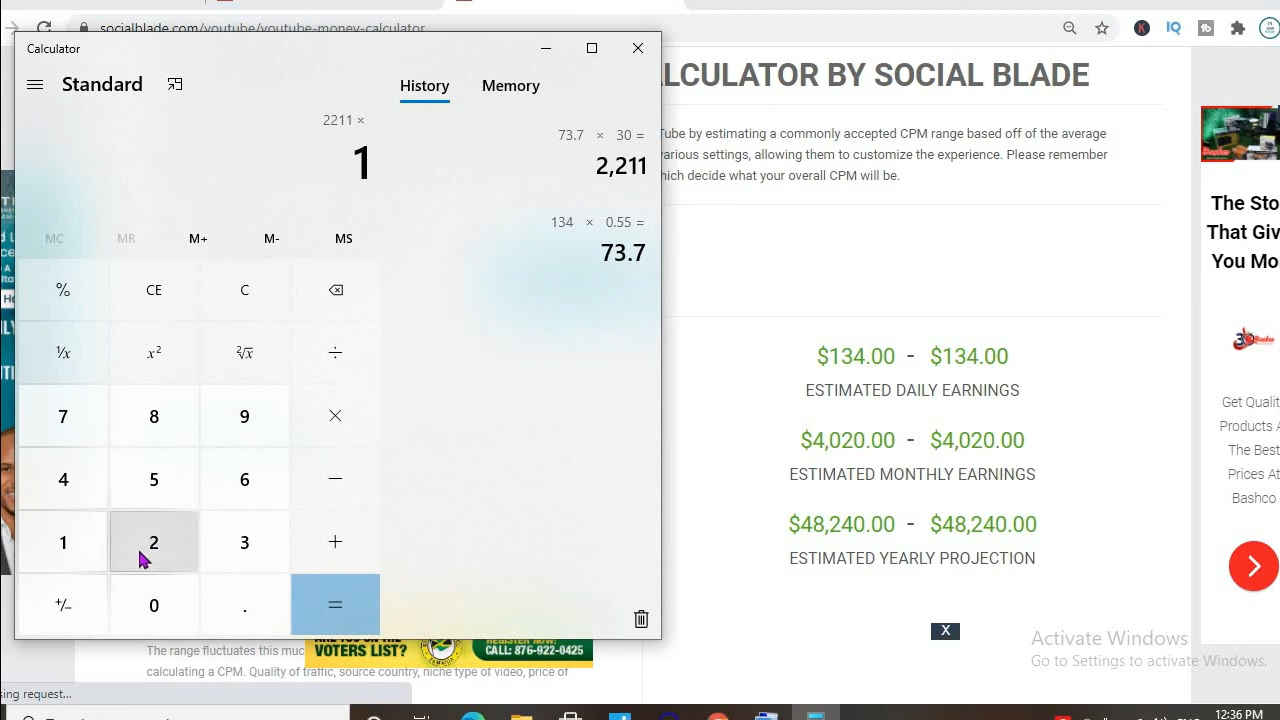 socialblade.com/youtube/youtube-money-calculator
Calculator
Standard
History
Memory
2211 ×
1
73.7 × 30 =
2,211
134 × 0.55 =
73.7
MC MR M+ M- MS
% CE C
¹/x x² ²√x ÷
7 8 9 ×
4 5 6 −
1 2 3 +
+/− 0 . =
LCULATOR BY SOCIAL BLADE
Tube by estimating a commonly accepted CPM range based off of the average
various settings, allowing them to customize the experience. Please remember
hich decide what your overall CPM will be.
$134.00 - $134.00
ESTIMATED DAILY EARNINGS
$4,020.00 - $4,020.00
ESTIMATED MONTHLY EARNINGS
$48,240.00 - $48,240.00
ESTIMATED YEARLY PROJECTION
X
The Sto
That Giv
You Mo
Get Qualit
Products A
The Best
Prices At
Bashco
Activate Windows
Go to Settings to activate Windows.
VOTERS LIST?
REGISTER NOW!
CALL: 876-922-0425
The range fluctuates this muc
calculating a CPM. Quality of traffic, source country, niche type of video, price of
sing request...
12:36 PM